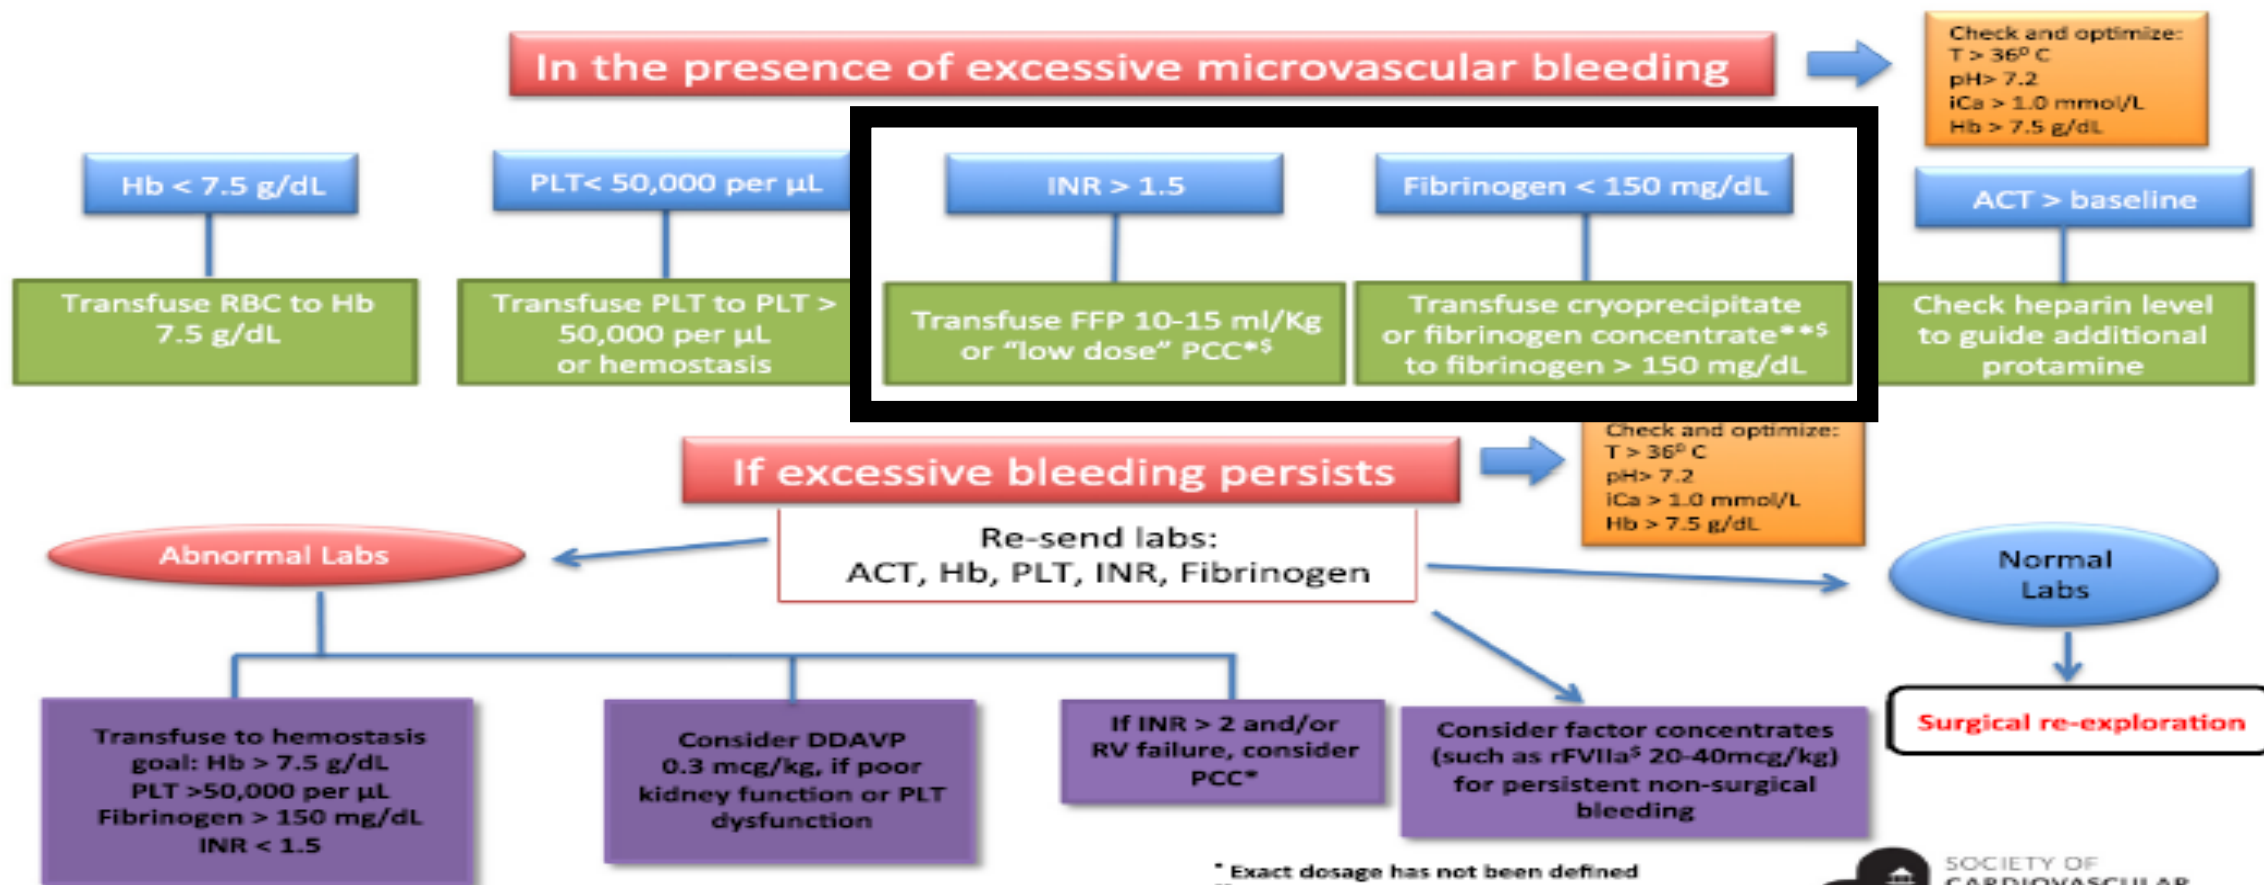 In the presence of excessive microvascular bleeding
Check and optimize:
T > 36⁰ C
pH> 7.2
iCa > 1.0 mmol/L
Hb > 7.5 g/dL
Hb < 7.5 g/dL
PLT< 50,000 per µL
INR > 1.5
Fibrinogen < 150 mg/dL
ACT > baseline
Transfuse RBC to Hb
7.5 g/dL
Transfuse PLT to PLT >
50,000 per µL
or hemostasis
Transfuse FFP 10-15 ml/Kg
or “low dose” PCC*$
Transfuse cryoprecipitate
or fibrinogen concentrate**$
to fibrinogen > 150 mg/dL
Check heparin level
to guide additional
protamine
If excessive bleeding persists
Check and optimize:
T > 36⁰ C
pH> 7.2
iCa > 1.0 mmol/L
Hb > 7.5 g/dL
Re-send labs:
ACT, Hb, PLT, INR, Fibrinogen
Abnormal Labs
Normal
Labs
Transfuse to hemostasis
goal: Hb > 7.5 g/dL
PLT >50,000 per µL
Fibrinogen > 150 mg/dL
INR < 1.5
Consider DDAVP
0.3 mcg/kg, if poor
kidney function or PLT
dysfunction
If INR > 2 and/or
RV failure, consider
PCC*
Consider factor concentrates
(such as rFVIIa$ 20-40mcg/kg)
for persistent non-surgical
bleeding
Surgical re-exploration
* Exact dosage has not been defined
SOCIETY OF
CARDIOVASCULAR